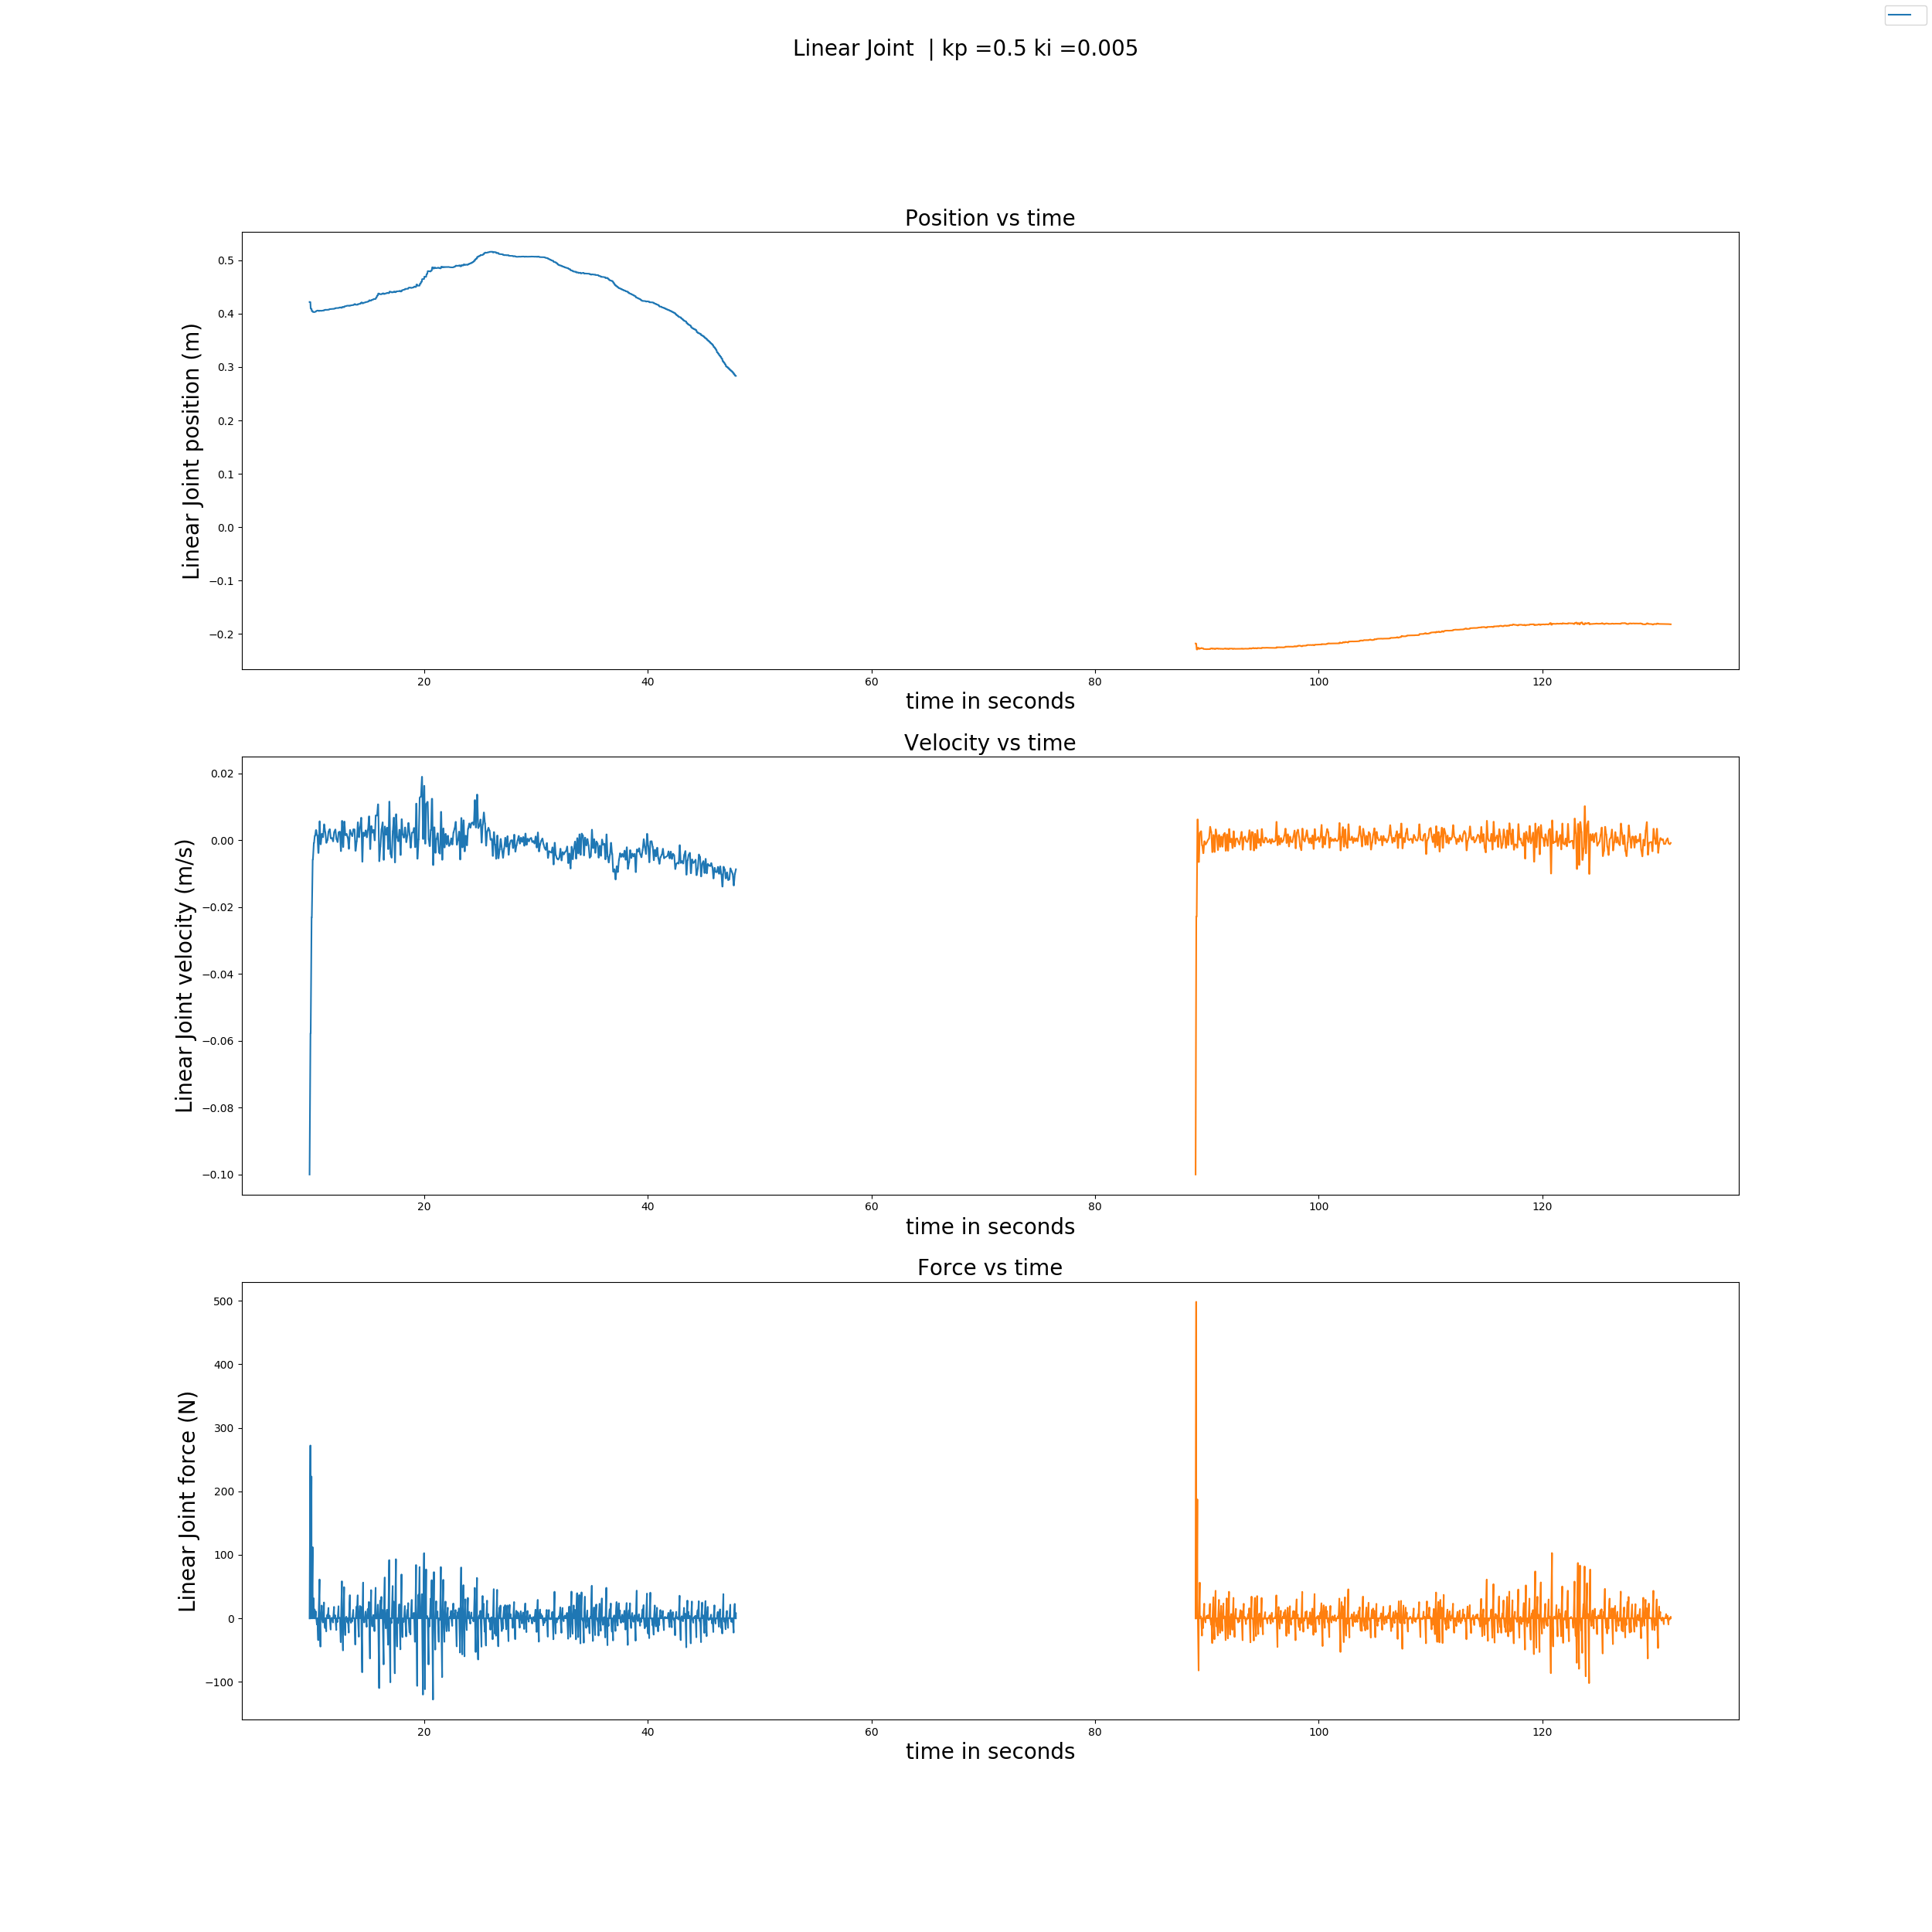 Linear Joint  | kp =0.5 ki =0.005
Position vs time
Linear Joint position (m)
0.5
0.4
0.3
0.2
0.1
0.0
−0.1
−0.2
20 40 60 80 100 120
time in seconds
Velocity vs time
Linear Joint velocity (m/s)
0.02
0.00
−0.02
−0.04
−0.06
−0.08
−0.10
20 40 60 80 100 120
time in seconds
Force vs time
Linear Joint force (N)
500
400
300
200
100
0
−100
20 40 60 80 100 120
time in seconds